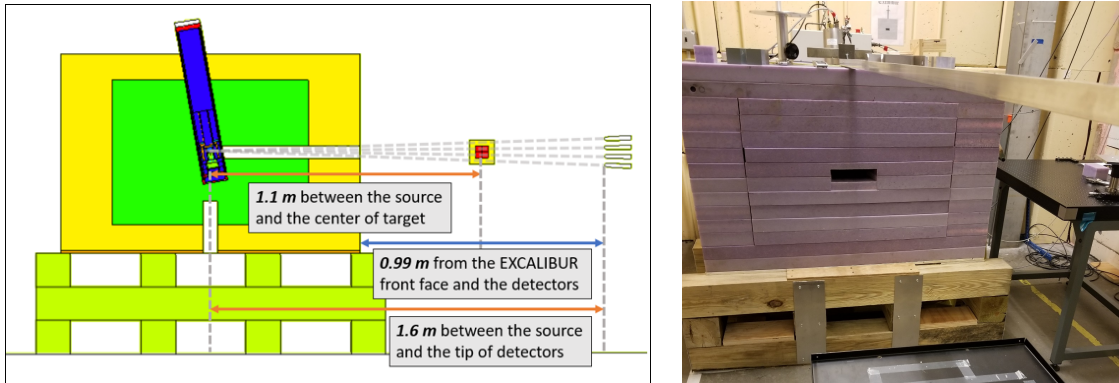 1.1 m between the source
and the center of target
0.99 m from the EXCALIBUR
front face and the detectors
1.6 m between the source
and the tip of detectors